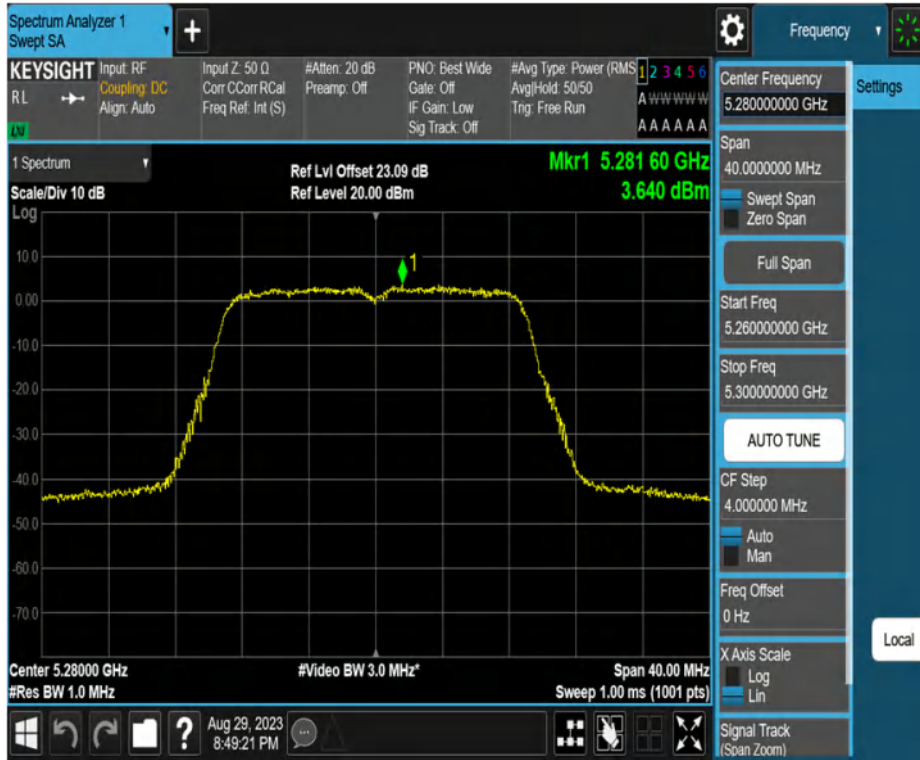 Spectrum Analyzer 1
Swept SA
Frequency
KEYSIGHT
RL
LXI
Input: RF
Coupling: DC
Align: Auto
Input Z: 50 Ω
Corr CCorr RCal
Freq Ref: Int (S)
#Atten: 20 dB
Preamp: Off
PNO: Best Wide
Gate: Off
IF Gain: Low
Sig Track: Off
#Avg Type: Power (RMS
Avg|Hold: 50/50
Trig: Free Run
1 2 3 4 5 6
A W W W W W
A A A A A A
1 Spectrum
Scale/Div 10 dB
Log
Ref Lvl Offset 23.09 dB
Ref Level 20.00 dBm
Mkr1 5.281 60 GHz
3.640 dBm
1
10.0
0.00
-10.0
-20.0
-30.0
-40.0
-50.0
-60.0
-70.0
Center 5.28000 GHz
#Res BW 1.0 MHz
#Video BW 3.0 MHz*
Span 40.00 MHz
Sweep 1.00 ms (1001 pts)
?
Aug 29, 2023
8:49:21 PM
Center Frequency
5.280000000 GHz
Settings
Span
40.0000000 MHz
Swept Span
Zero Span
Full Span
Start Freq
5.260000000 GHz
Stop Freq
5.300000000 GHz
AUTO TUNE
CF Step
4.000000 MHz
Auto
Man
Freq Offset
0 Hz
Local
X Axis Scale
Log
Lin
Signal Track
(Span Zoom)